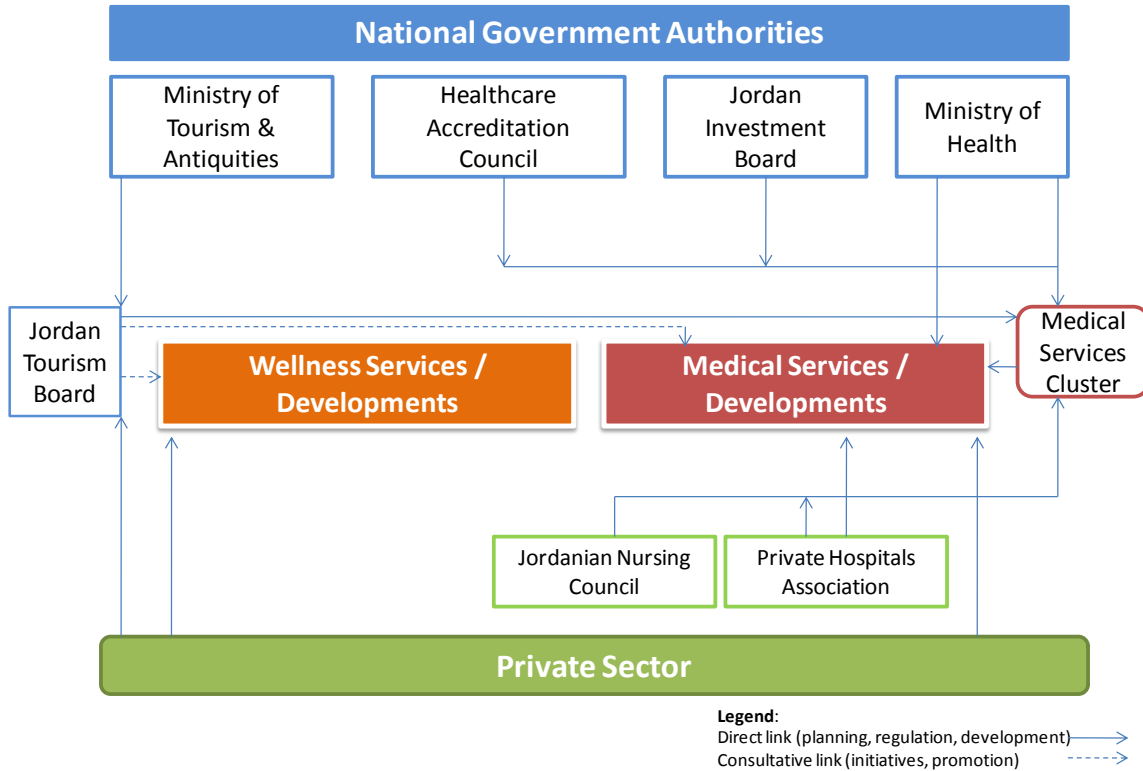 National Government Authorities
Ministry of
Tourism &
Antiquities
Healthcare
Accreditation
Council
Jordan
Investment
Board
Ministry of
Health
Jordan
Tourism
Board
Wellness Services /
Developments
Medical Services /
Developments
Medical
Services
Cluster
Jordanian Nursing
Council
Private Hospitals
Association
Private Sector
Legend:
Direct link (planning, regulation, development)
Consultative link (initiatives, promotion)